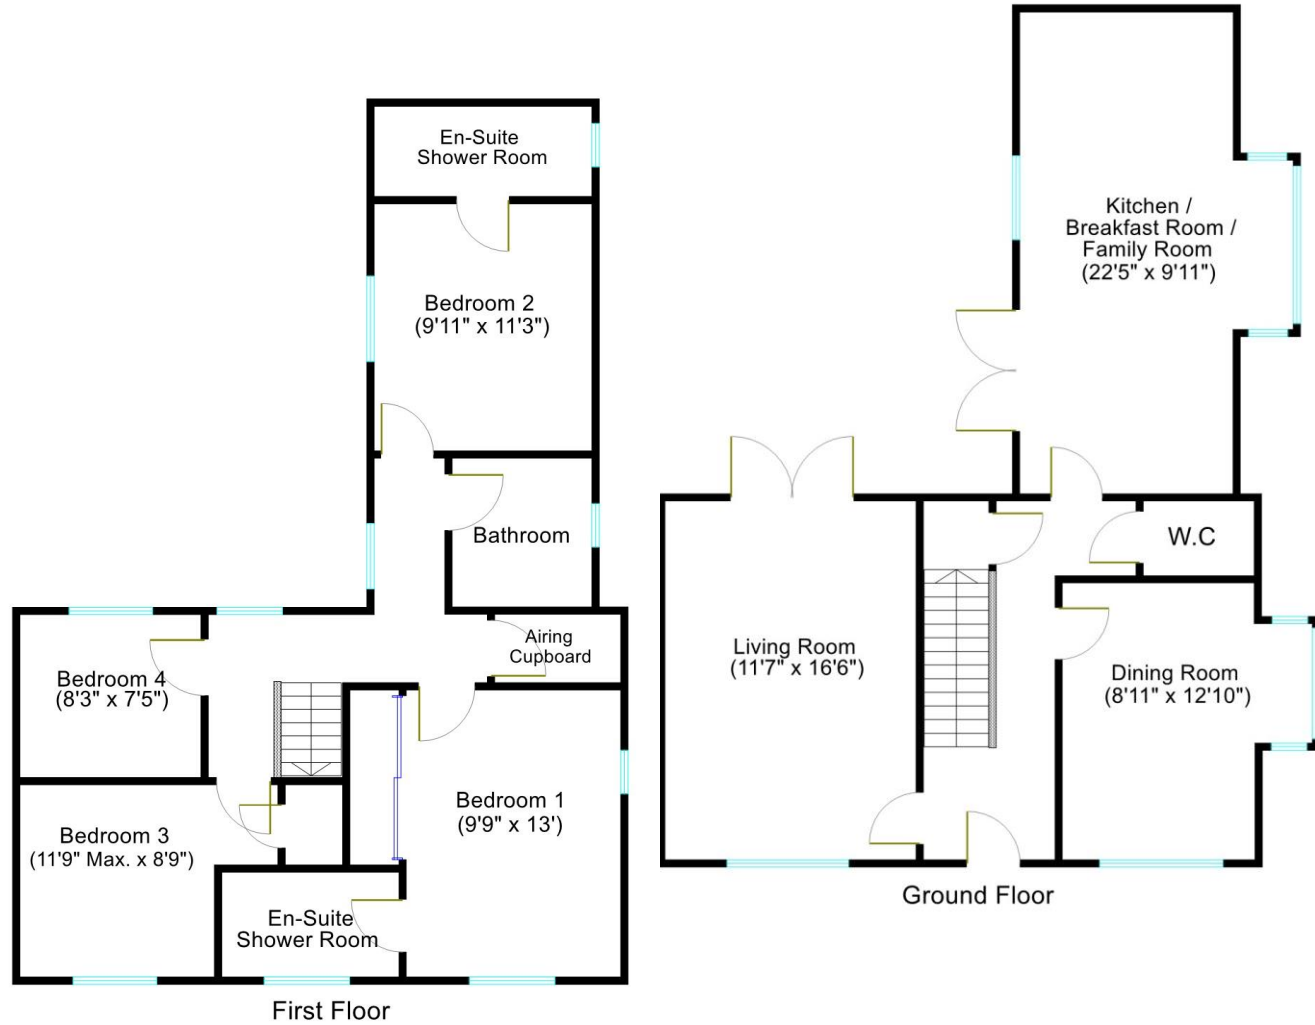 En-Suite
Shower Room
Bedroom 2
(9'11" x 11'3")
Bathroom
Airing
Cupboard
Bedroom 4
(8'3" x 7'5")
Bedroom 1
(9'9" x 13')
Bedroom 3
(11'9" Max. x 8'9")
En-Suite
Shower Room
First Floor
Kitchen /
Breakfast Room /
Family Room
(22'5" x 9'11")
W.C
Living Room
(11'7" x 16'6")
Dining Room
(8'11" x 12'10")
Ground Floor